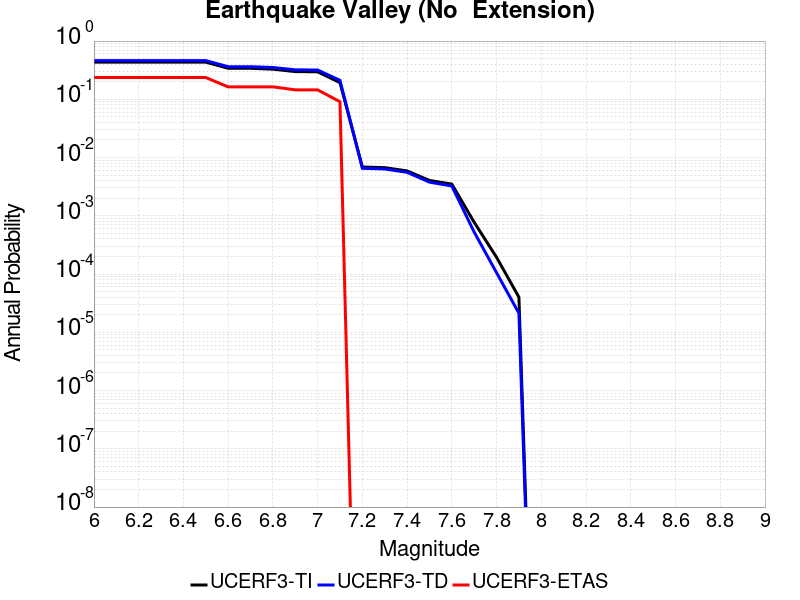 Earthquake Valley (No  Extension)
10^0
10^-1
10^-2
10^-3
10^-4
10^-5
10^-6
10^-7
10^-8
Annual Probability
6 6.2 6.4 6.6 6.8 7 7.2 7.4 7.6 7.8 8 8.2 8.4 8.6 8.8 9
Magnitude
UCERF3-TI UCERF3-TD UCERF3-ETAS